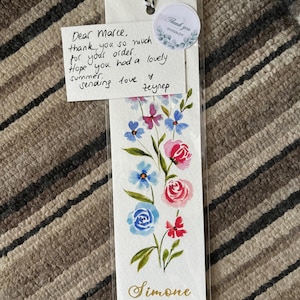 Dear Marce,
thank you so much
for your order.
Hope you had a lovely
summer.
sending love
Zeynep
Thank you
Simone